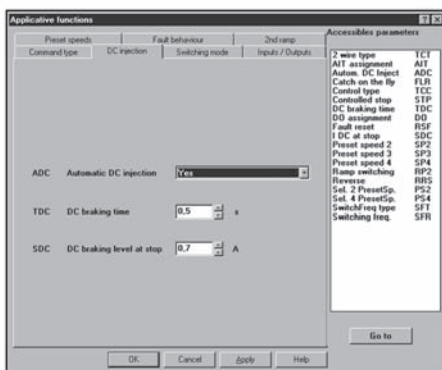 Applicative functions
Preset speeds Fault behaviour 2nd ramp
Command type DC injection Switching mode Inputs / Outputs
ADC Automatic DC injection Yes
TDC DC braking time 0,5 s
SDC DC braking level at stop 0,7 A
OK Cancel Apply Help
Accessibles parameters
2 wire type TCT
AIT assignment AIT
Autom. DC Inject ADC
Catch on the fly FLR
Control type TCC
Controlled stop STP
DC braking time TDC
DO assignment DO
Fault reset RSF
I DC at stop SDC
Preset speed 2 SP2
Preset speed 3 SP3
Preset speed 4 SP4
Ramp switching RP2
Reverse RRS
Sel. 2 PresetSp. PS2
Sel. 4 PresetSp. PS4
SwitchFreq type SFT
Switching freq. SFR
Go to